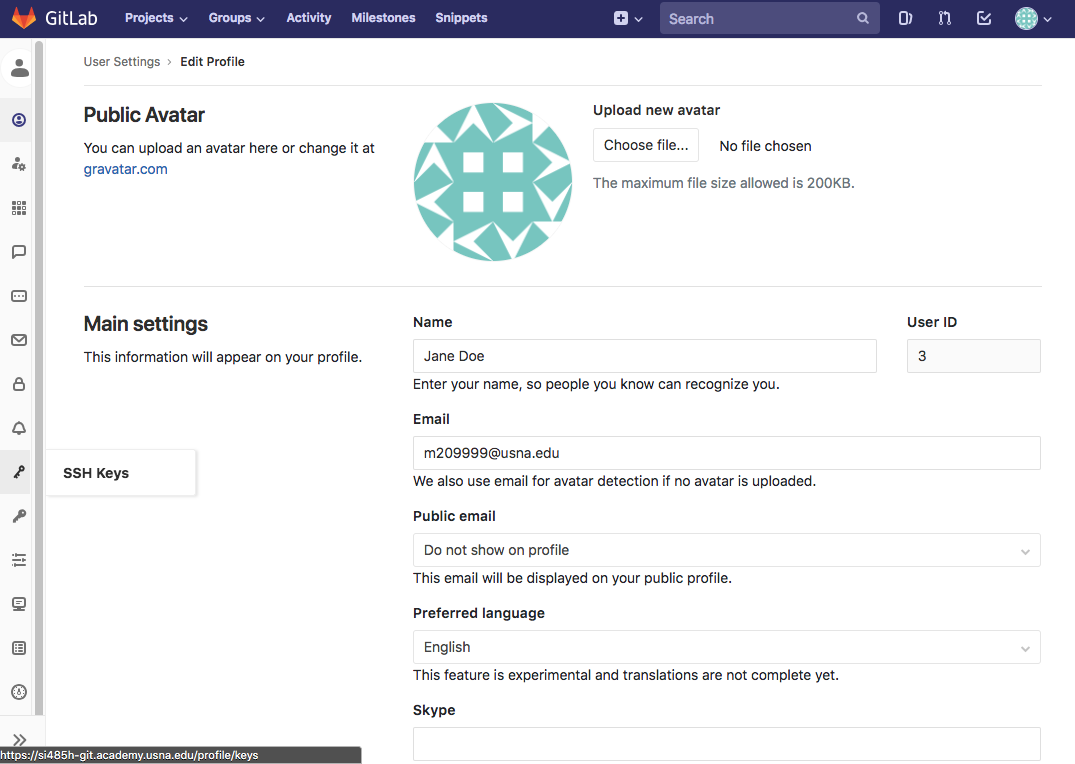 GitLab Projects Groups Activity Milestones Snippets Search
User Settings › Edit Profile
Public Avatar
You can upload an avatar here or change it at
gravatar.com
Upload new avatar
Choose file... No file chosen
The maximum file size allowed is 200KB.
Main settings
This information will appear on your profile.
Name User ID
Jane Doe 3
Enter your name, so people you know can recognize you.
Email
m209999@usna.edu
We also use email for avatar detection if no avatar is uploaded.
SSH Keys
Public email
Do not show on profile
This email will be displayed on your public profile.
Preferred language
English
This feature is experimental and translations are not complete yet.
Skype
https://si485h-git.academy.usna.edu/profile/keys